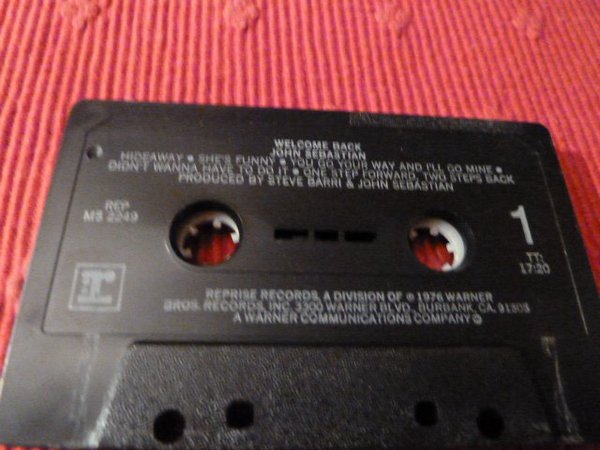 WELCOME BACK
JOHN SEBASTIAN
HIDEAWAY • SHE'S FUNNY • YOU GO YOUR WAY AND I'LL GO MINE •
DIDN'T WANNA HAVE TO DO IT • ONE STEP FORWARD, TWO STEPS BACK
PRODUCED BY STEVE BARRI & JOHN SEBASTIAN
REP
MS 2249
1
TT:
17:20
r:
REPRISE RECORDS, A DIVISION OF ℗ 1976 WARNER
BROS. RECORDS, INC. 3300 WARNER BLVD., BURBANK, CA. 91505
A WARNER COMMUNICATIONS COMPANY ©